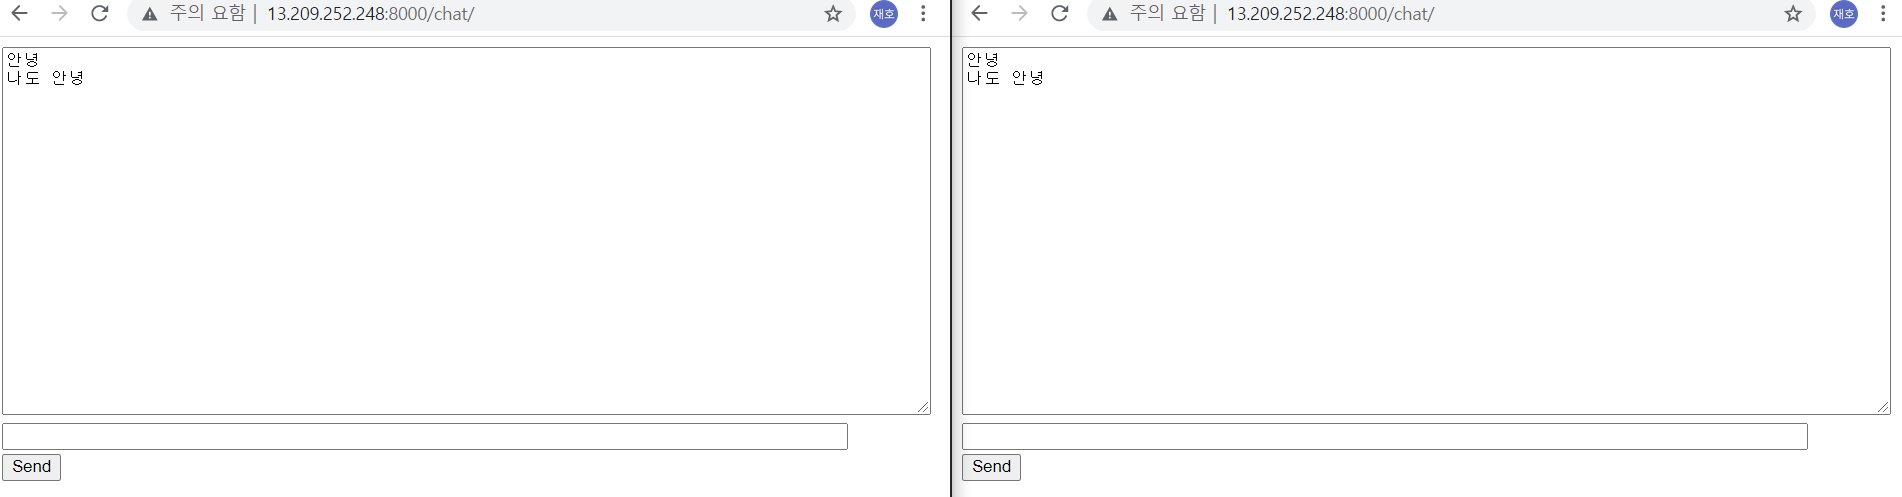 주의 요함 | 13.209.252.248:8000/chat/
재호
안녕
나도 안녕
Send
주의 요함 | 13.209.252.248:8000/chat/
재호
안녕
나도 안녕
Send